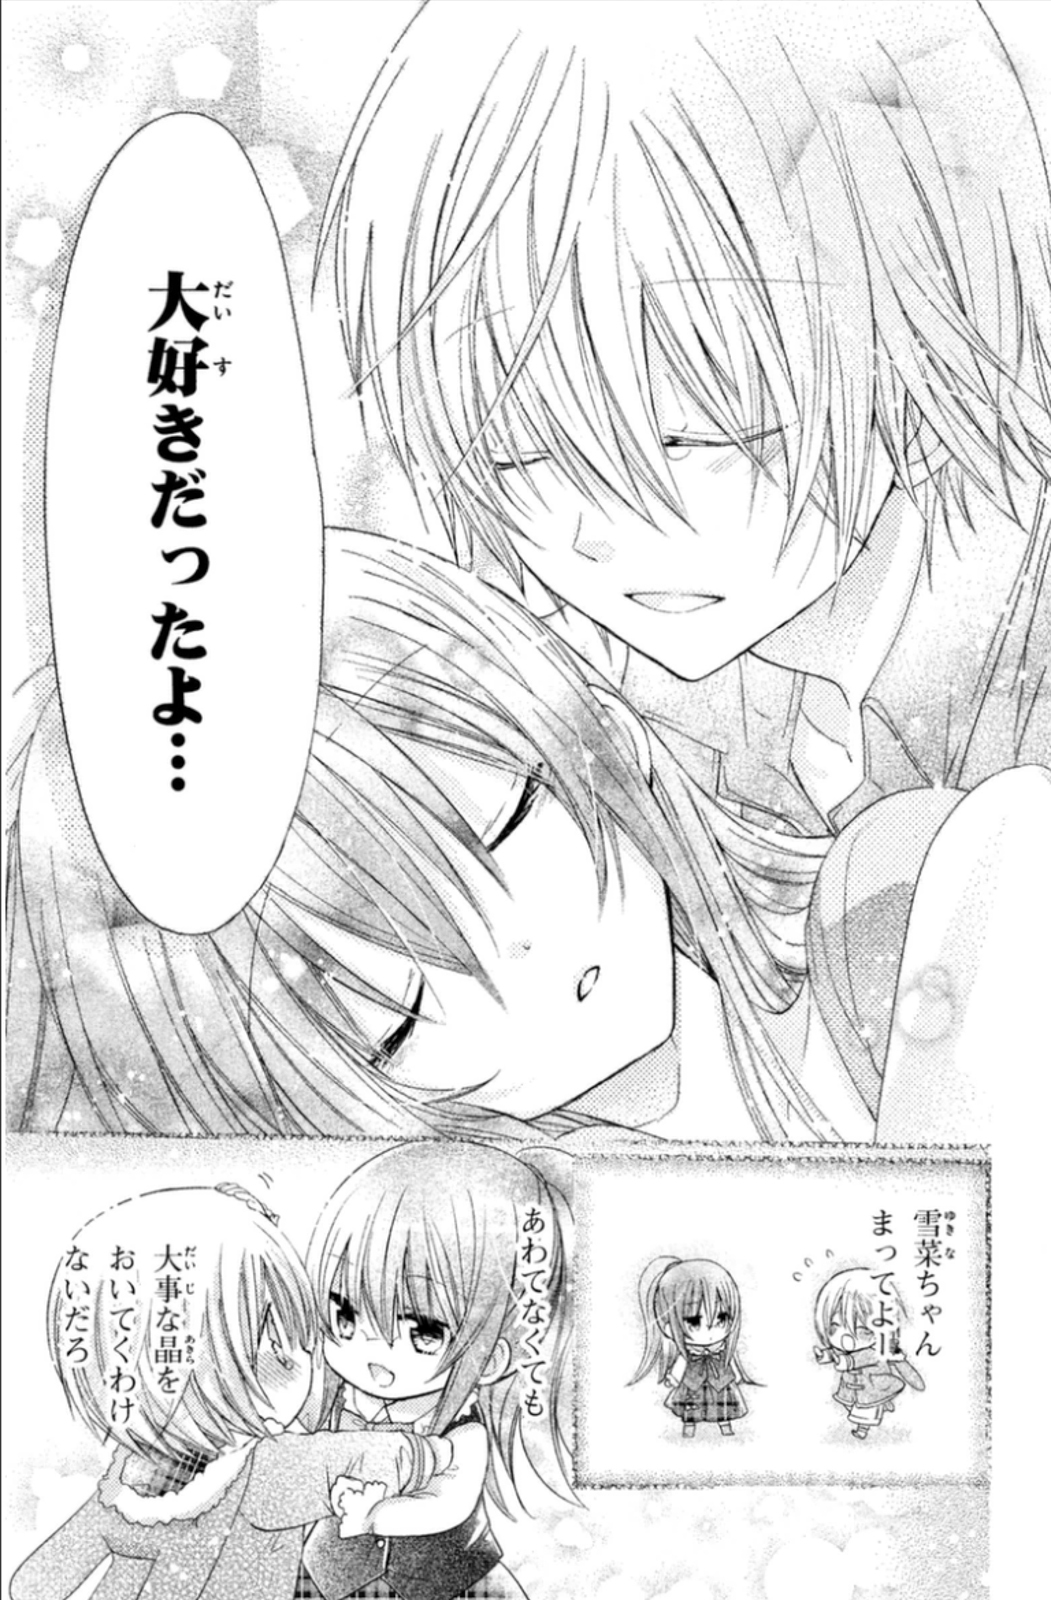 大好きだったよ…
雪菜ちゃん
まってよー
あわてなくても
大事な晶を
おいてくわけ
ないだろ